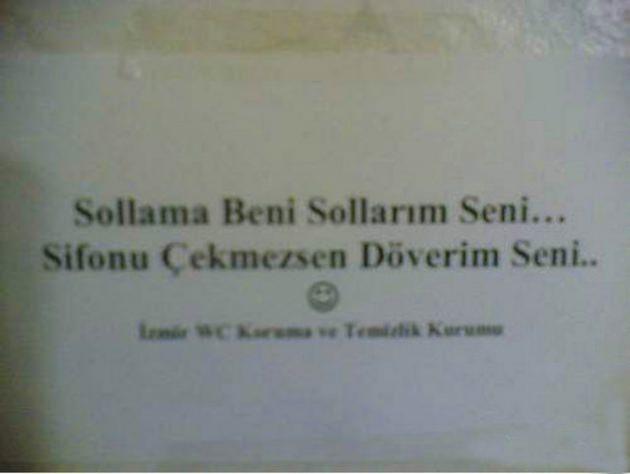 Sollama Beni Sollarım Seni...
Sifonu Çekmezsen Döverim Seni..
İzmir WC Koruma ve Temizlik Kurumu